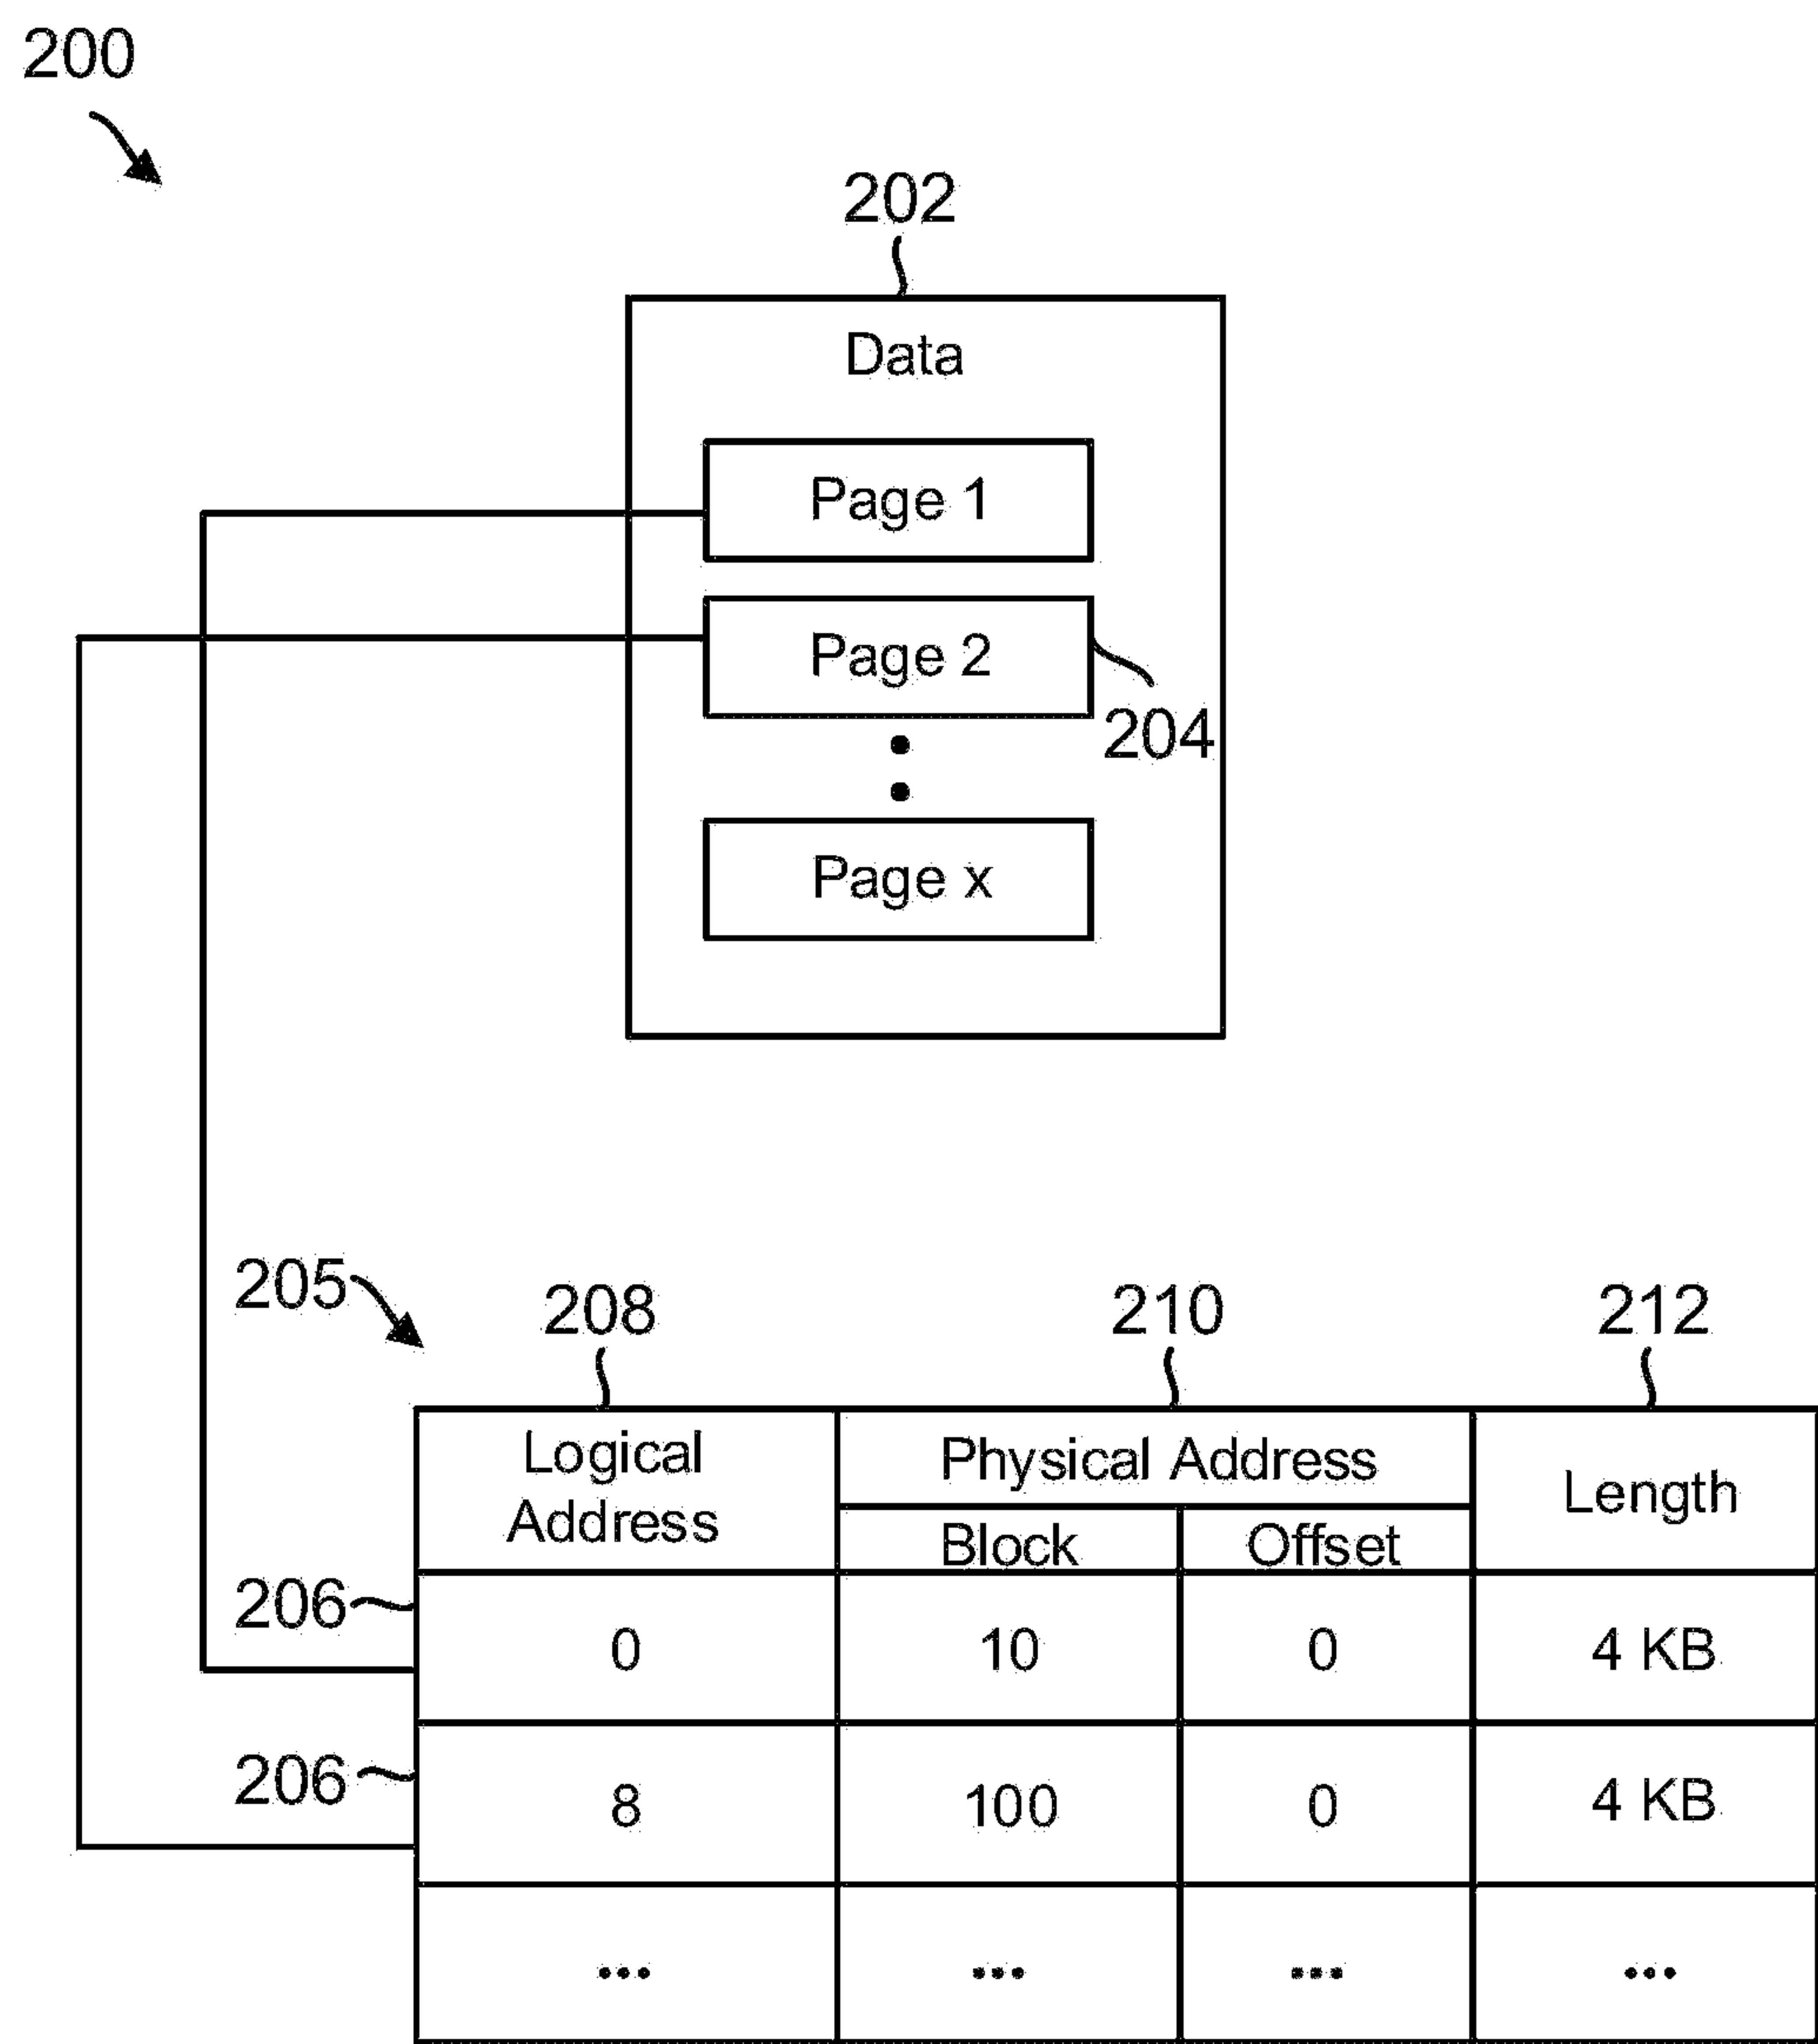 200
202
Data
Page 1
Page 2
204
Page x
205
208
210
212
Logical
Address
Physical Address
Length
Block
Offset
206
0
10
0
4 KB
206
8
100
0
4 KB
...
...
...
...